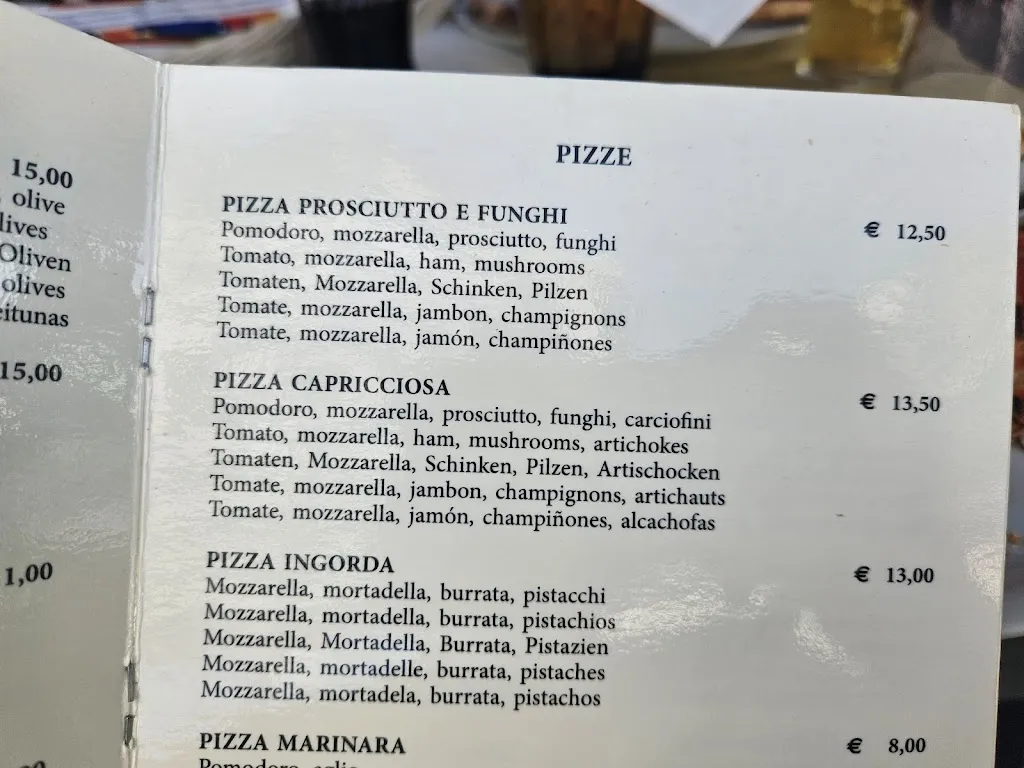 15,00
olive
Oliven
olives
15,00
1,00
PIZZE
PIZZA PROSCIUTTO E FUNGHI € 12,50
Pomodoro, mozzarella, prosciutto, funghi
Tomato, mozzarella, ham, mushrooms
Tomaten, Mozzarella, Schinken, Pilzen
Tomate, mozzarella, jambon, champignons
Tomate, mozzarella, jamón, champiñones
PIZZA CAPRICCIOSA € 13,50
Pomodoro, mozzarella, prosciutto, funghi, carciofini
Tomato, mozzarella, ham, mushrooms, artichokes
Tomaten, Mozzarella, Schinken, Pilzen, Artischocken
Tomate, mozzarella, jambon, champignons, artichauts
Tomate, mozzarella, jamón, champiñones, alcachofas
PIZZA INGORDA € 13,00
Mozzarella, mortadella, burrata, pistacchi
Mozzarella, mortadella, burrata, pistachios
Mozzarella, Mortadella, Burrata, Pistazien
Mozzarella, mortadelle, burrata, pistaches
Mozzarella, mortadela, burrata, pistachos
PIZZA MARINARA € 8,00